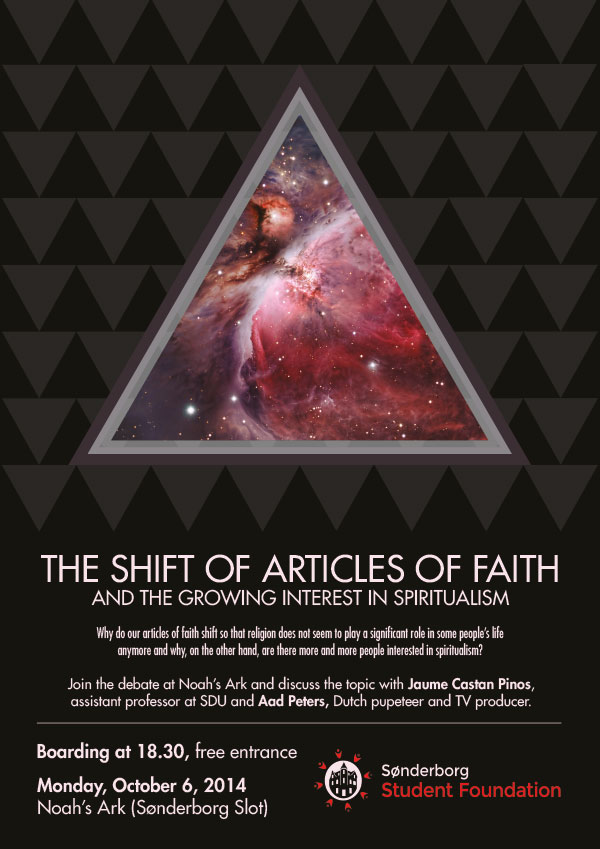 THE SHIFT OF ARTICLES OF FAITH
AND THE GROWING INTEREST IN SPIRITUALISM
Why do our articles of faith shift so that religion does not seem to play a significant role in some people's life
anymore and why, on the other hand, are there more and more people interested in spiritualism?
Join the debate at Noah's Ark and discuss the topic with Jaume Castan Pinos,
assistant professor at SDU and Aad Peters, Dutch pupeteer and TV producer.
Boarding at 18.30, free entrance
Monday, October 6, 2014
Noah's Ark (Sønderborg Slot)
Sønderborg
Student Foundation